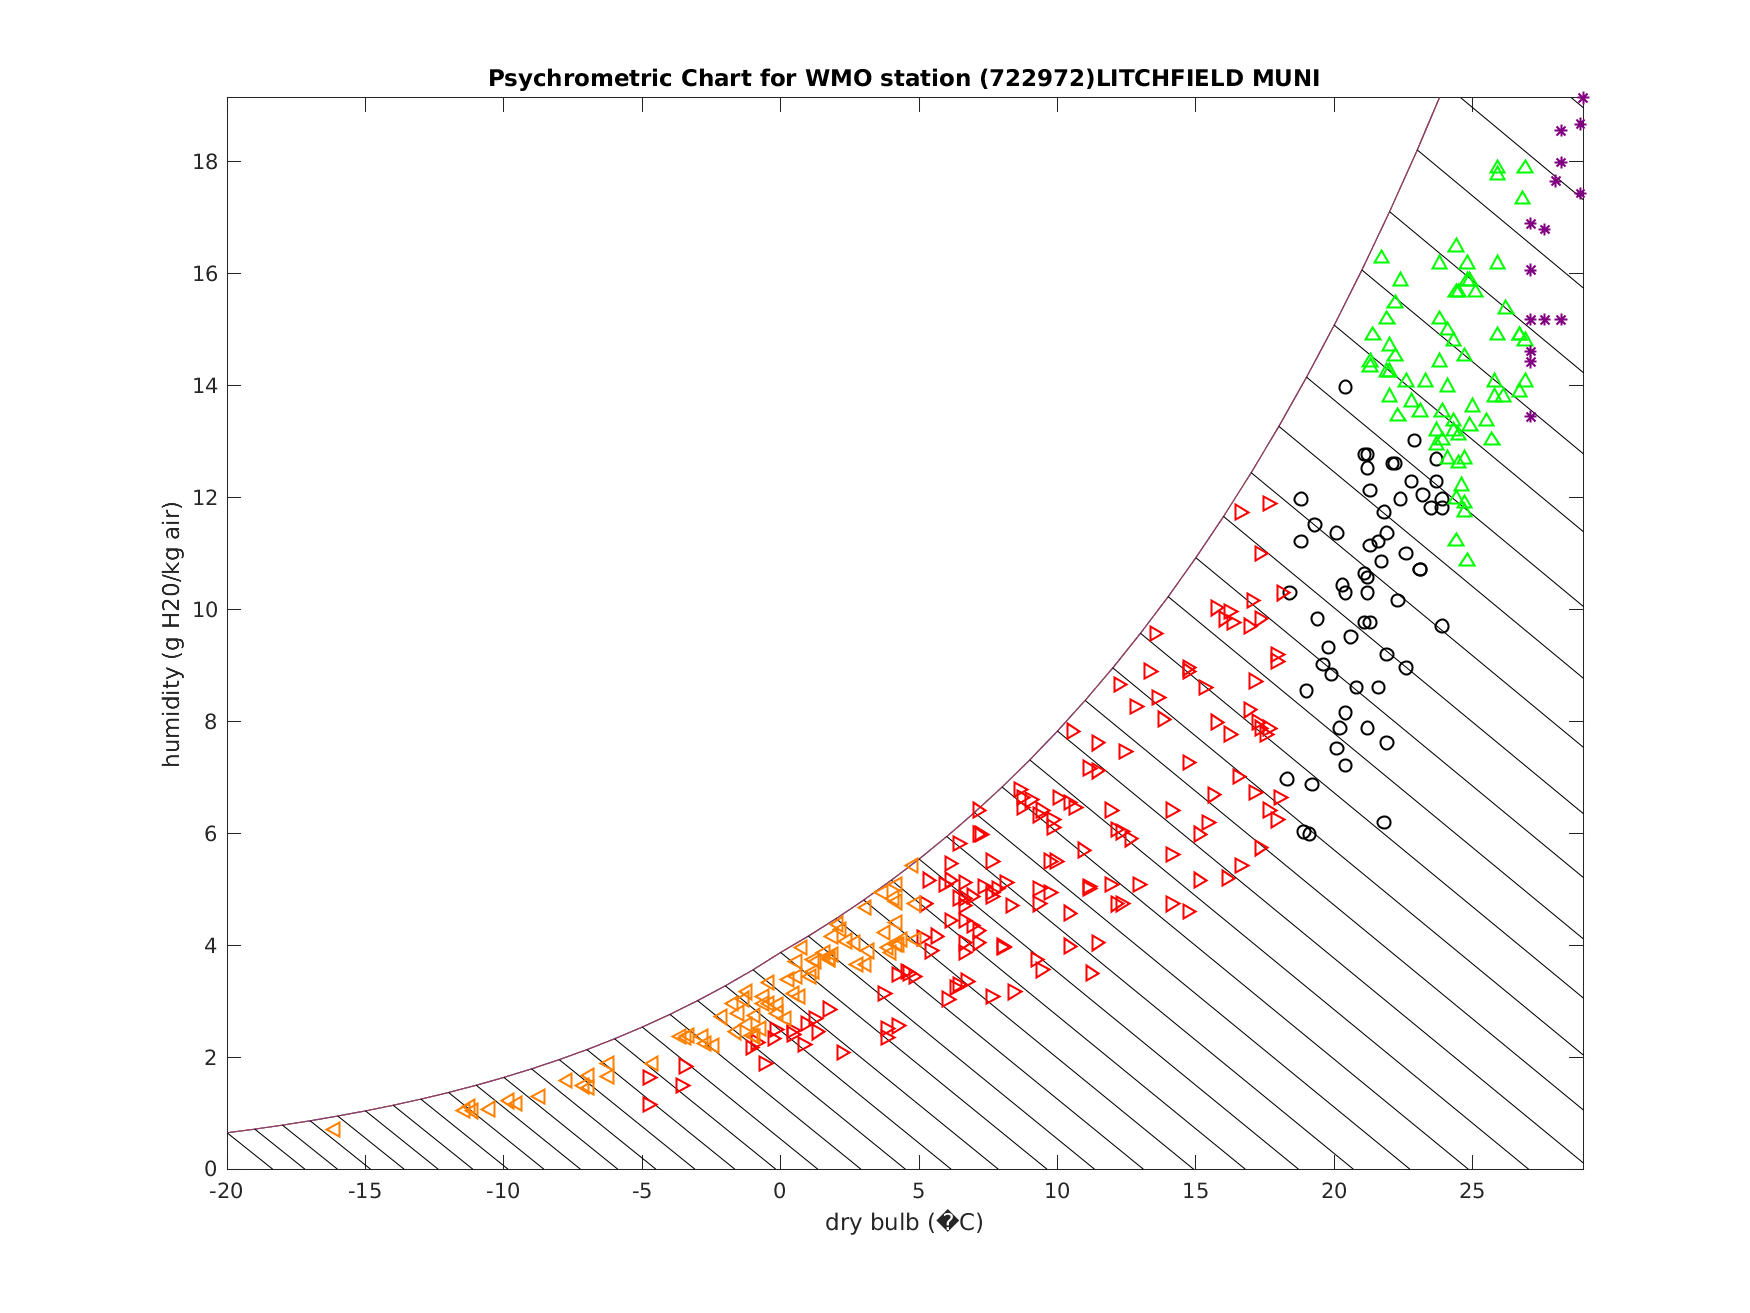 Psychrometric Chart for WMO station (722972)LITCHFIELD MUNI
18
16
14
12
10
8
6
4
2
0
humidity (g H20/kg air)
-20 -15 -10 -5 0 5 10 15 20 25
dry bulb (�C)